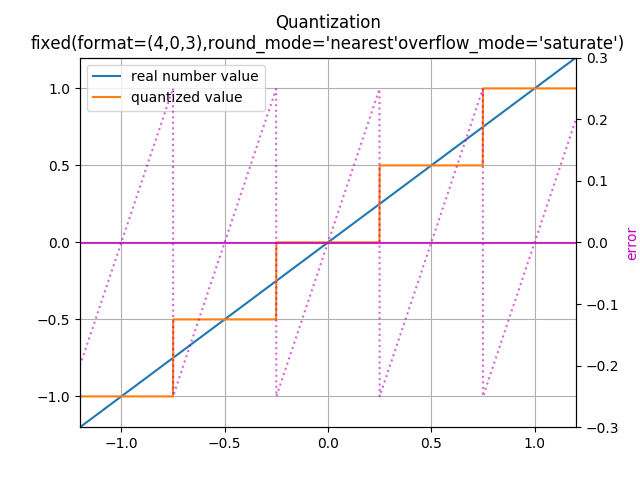 Quantization
fixed(format=(4,0,3),round_mode='nearest'overflow_mode='saturate')
real number value
quantized value
1.0
0.5
0.0
−0.5
−1.0
0.3
0.2
0.1
0.0
−0.1
−0.2
−0.3
error
−1.0 −0.5 0.0 0.5 1.0